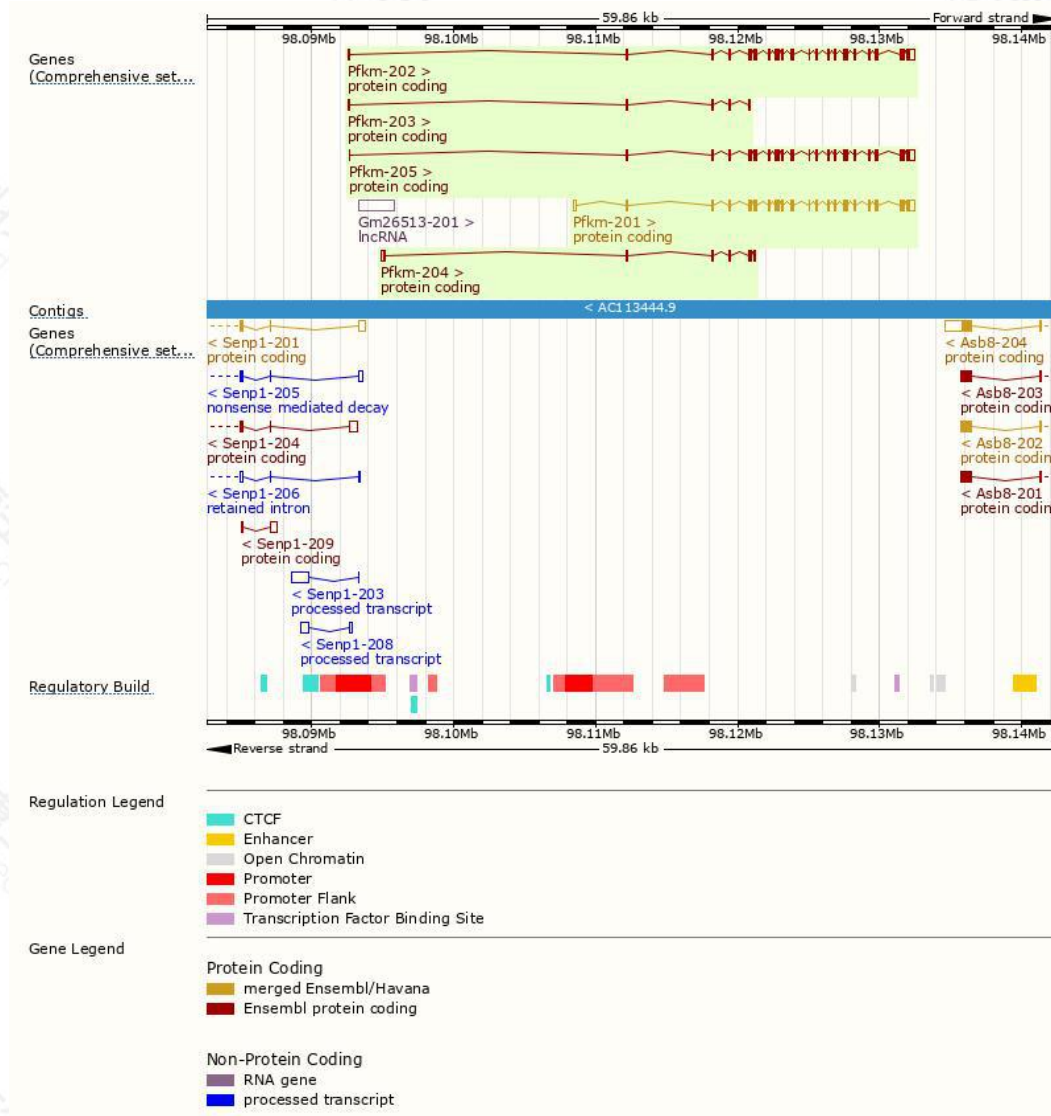 59.86 kb Forward strand
98.09Mb 98.10Mb 98.11Mb 98.12Mb 98.13Mb 98.14Mb
Genes
(Comprehensive set...
Pfkm-202 >
protein coding
Pfkm-203 >
protein coding
Pfkm-205 >
protein coding
Gm26513-201 > Pfkm-201 >
lncRNA protein coding
Pfkm-204 >
protein coding
Contigs < AC113444.9
Genes
(Comprehensive set...
< Senp1-201 < Asb8-204
protein coding protein coding
< Senp1-205 < Asb8-203
nonsense mediated decay protein codin
< Senp1-204 < Asb8-202
protein coding protein codin
< Senp1-206 < Asb8-201
retained intron protein codin
< Senp1-209
protein coding
< Senp1-203
processed transcript
< Senp1-208
processed transcript
Regulatory Build
98.09Mb 98.10Mb 98.11Mb 98.12Mb 98.13Mb 98.14Mb
Reverse strand 59.86 kb
Regulation Legend
CTCF
Enhancer
Open Chromatin
Promoter
Promoter Flank
Transcription Factor Binding Site
Gene Legend
Protein Coding
merged Ensembl/Havana
Ensembl protein coding
Non-Protein Coding
RNA gene
processed transcript